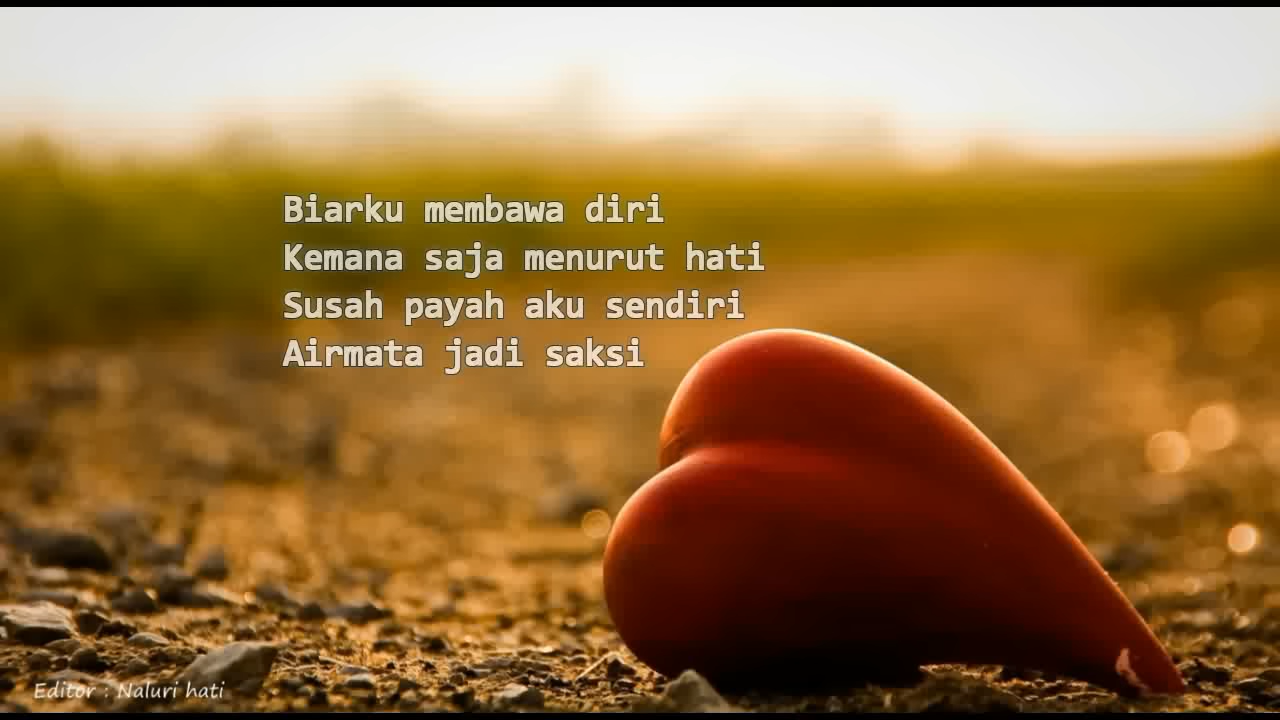 Biarku membawa diri
Kemana saja menurut hati
Susah payah aku sendiri
Airmata jadi saksi
Editor : Naluri hati